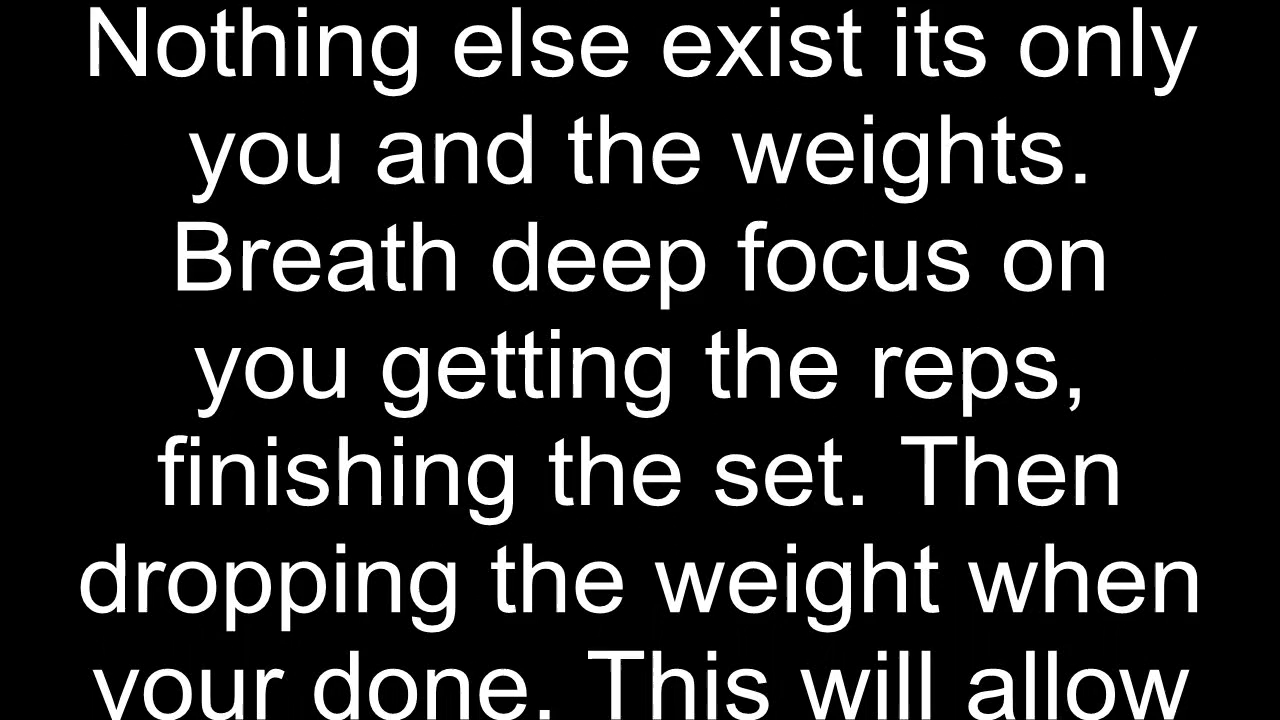 Nothing else exist its only
you and the weights.
Breath deep focus on
you getting the reps,
finishing the set. Then
dropping the weight when
your done. This will allow